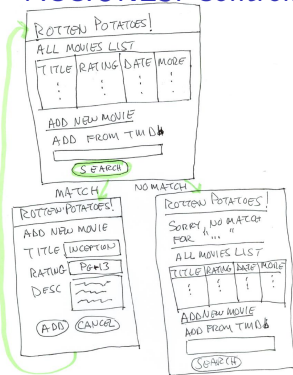 ROTTEN POTATOES!
ALL MOVIES LIST
TITLE RATING DATE MORE
ADD NEW MOVIE
ADD FROM TMDb
SEARCH
MATCH
NO MATCH
ROTTEN POTATOES!
ADD NEW MOVIE
TITLE INCEPTION
RATING PG-13
DESC
ADD CANCEL
ROTTEN POTATOES!
SORRY, NO MATCH
FOR "..."
ALL MOVIES LIST
TITLE RATING DATE MORE
ADD NEW MOVIE
ADD FROM TMDb
SEARCH